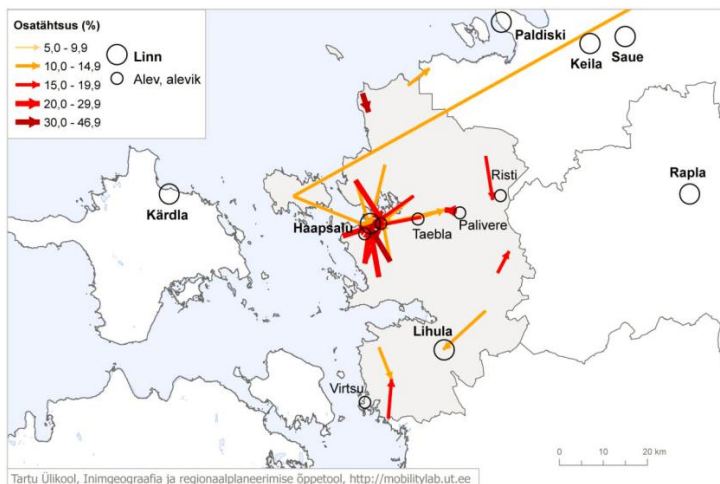 Osatähtsus (%)
5,0 - 9,9
10,0 - 14,9
15,0 - 19,9
20,0 - 29,9
30,0 - 46,9
Linn
Alev, alevik
Paldiski
Keila
Saue
Risti
Rapla
Kärdla
Haapsalu
Taebla
Palivere
Lihula
Virtsu
0 10 20 km
Tartu Ülikool, Inimgeograafia ja regionaalplaneerimise õppetool, http://mobilitylab.ut.ee